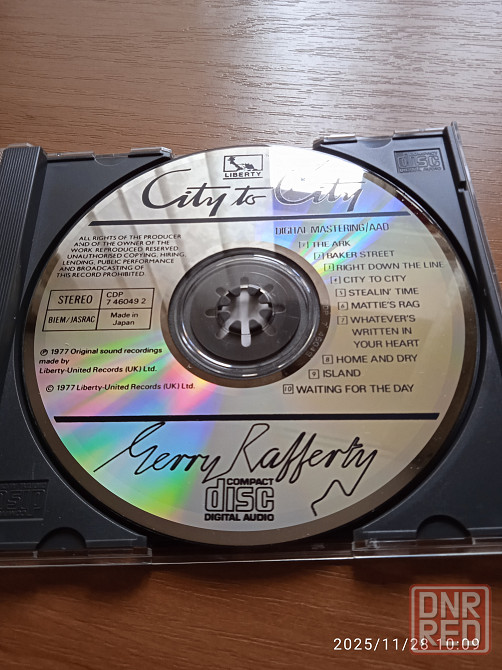 LIBERTY
City to City
DIGITAL MASTERING/AAD
1 THE ARK
2 BAKER STREET
3 RIGHT DOWN THE LINE
4 CITY TO CITY
5 STEALIN' TIME
6 MATTIE'S RAG
7 WHATEVER'S
WRITTEN IN
YOUR HEART
8 HOME AND DRY
9 ISLAND
10 WAITING FOR THE DAY
ALL RIGHTS OF THE PRODUCER
AND OF THE OWNER OF THE
WORK REPRODUCED RESERVED
UNAUTHORISED COPYING, HIRING,
LENDING, PUBLIC PERFORMANCE
AND BROADCASTING OF
THIS RECORD PROHIBITED.
STEREO
CDP
7 46049 2
BIEM/JASRAC
Made in
Japan
℗ 1977 Original sound recordings
made by
Liberty-United Records (UK) Ltd.
© 1977 Liberty-United Records (UK) Ltd.
Gerry Rafferty
COMPACT
disc
DIGITAL AUDIO
disc
DNR
RED
2025/11/28 10:09